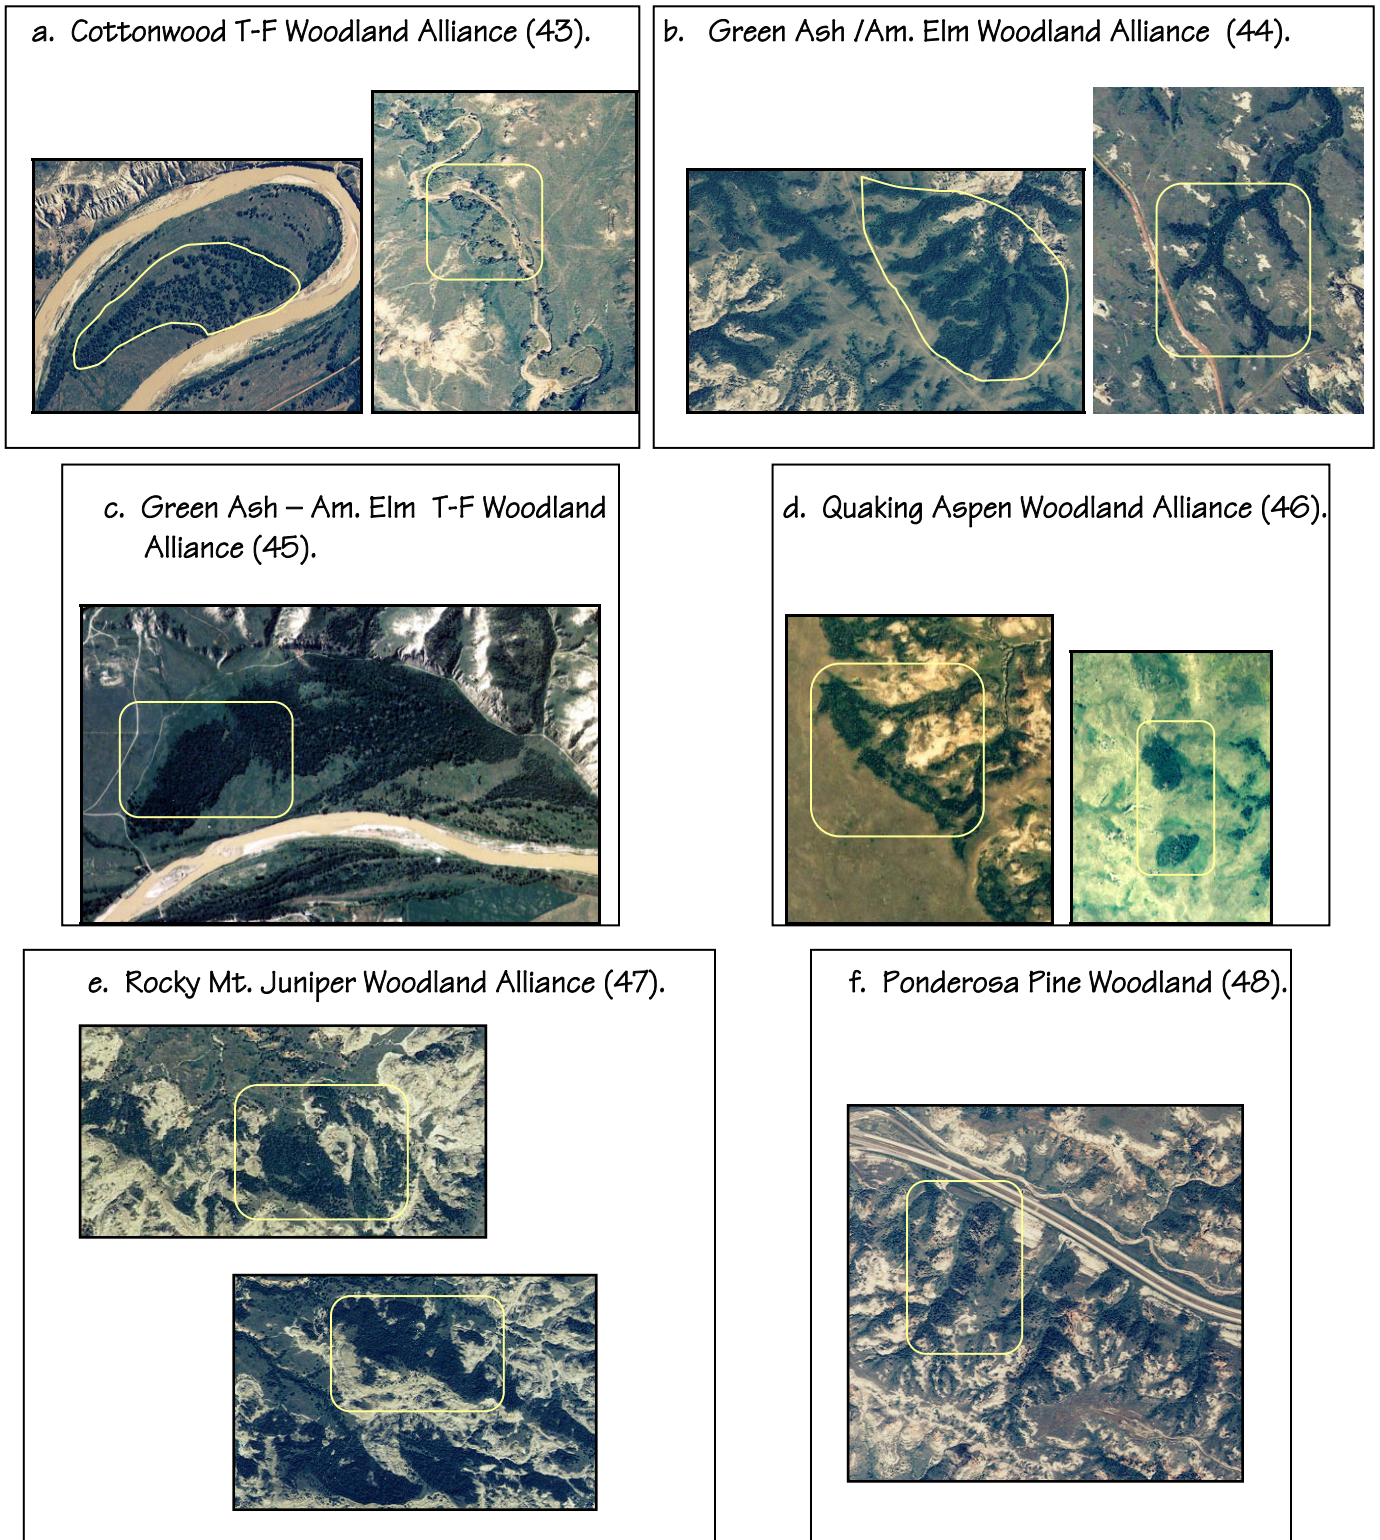 a. Cottonwood T-F Woodland Alliance (43).
b. Green Ash /Am. Elm Woodland Alliance (44).
c. Green Ash – Am. Elm T-F Woodland
Alliance (45).
d. Quaking Aspen Woodland Alliance (46).
e. Rocky Mt. Juniper Woodland Alliance (47).
f. Ponderosa Pine Woodland (48).